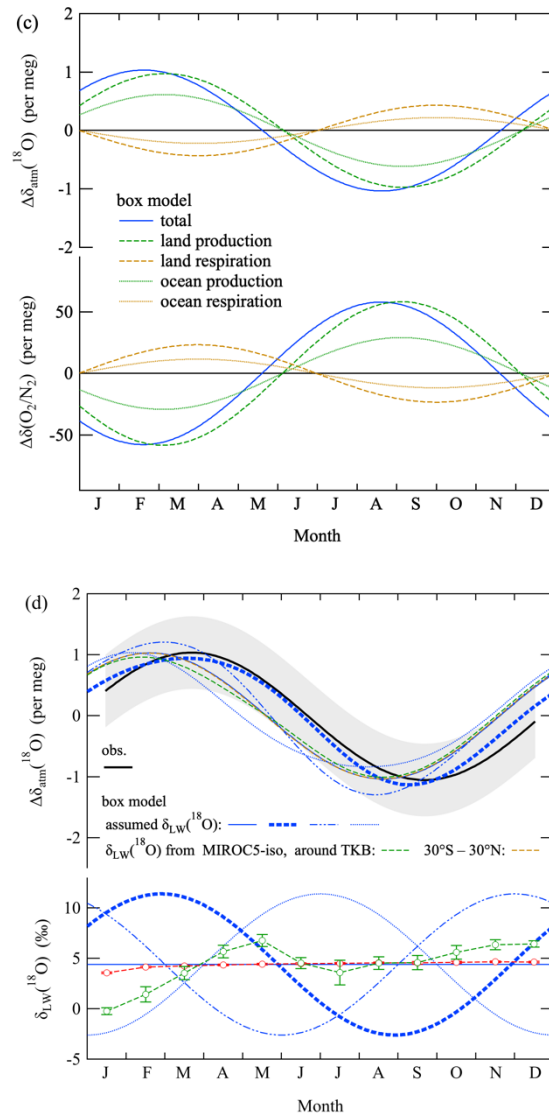 (c)
2
1
0
-1
2
Δδatm(18O) (per meg)
box model
total
land production
land respiration
ocean production
ocean respiration
50
0
-50
Δδ(O2/N2) (per meg)
J F M A M J J A S O N D
Month
(d)
2
1
0
-1
-2
Δδatm(18O) (per meg)
obs.
box model
assumed δLW(18O):
δLW(18O) from MIROC5-iso, around TKB: 30°S – 30°N:
10
5
0
-5
δLW(18O) (‰)
J F M A M J J A S O N D
Month